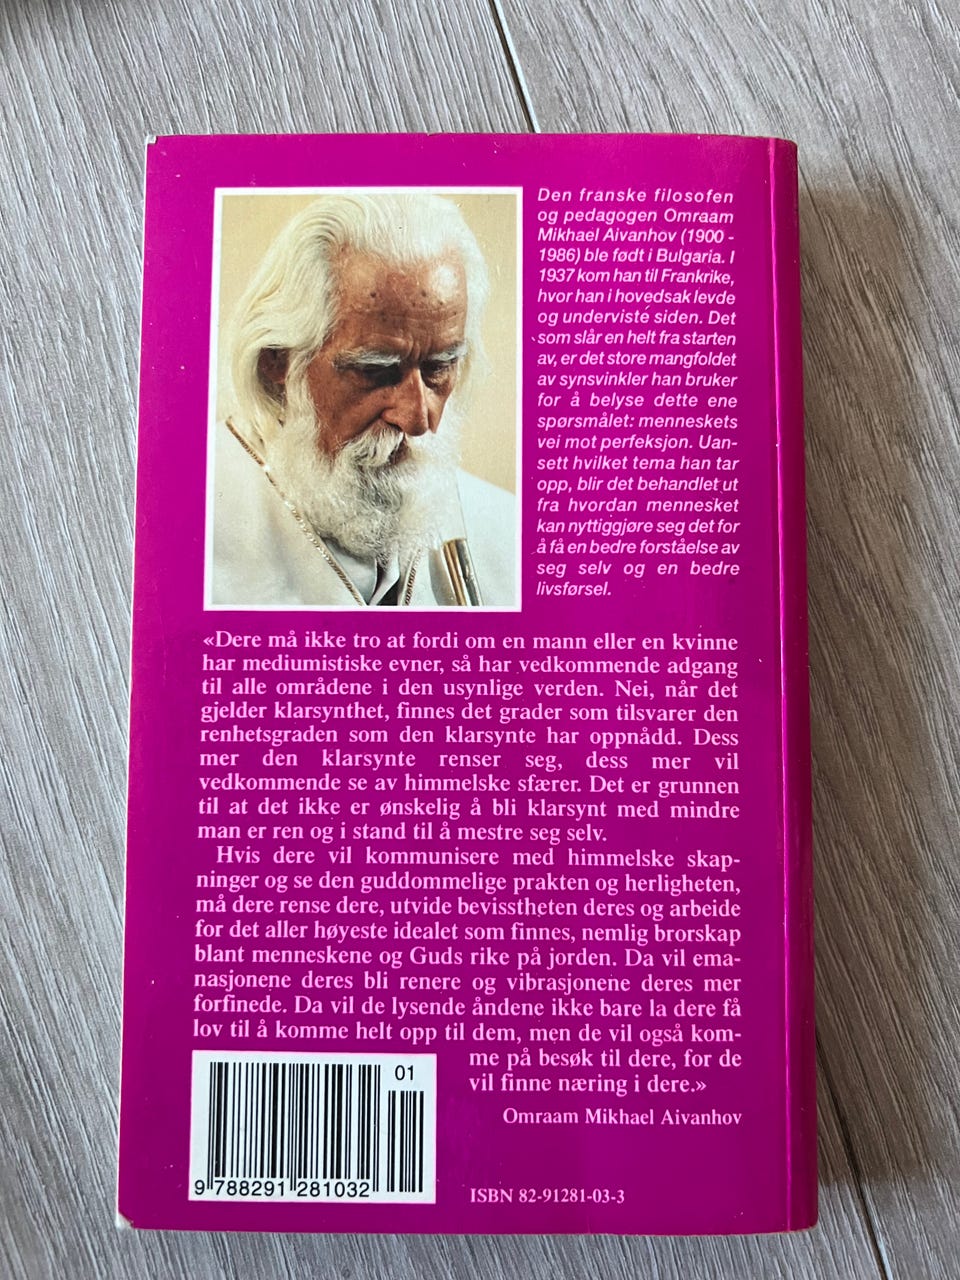 Den franske filosofen
og pedagogen Omraam
Mikhael Aivanhov (1900 -
1986) ble født i Bulgaria. I
1937 kom han til Frankrike,
hvor han i hovedsak levde
og underviste siden. Det
som slår en helt fra starten
av, er det store mangfoldet
av synsvinkler han bruker
for å belyse dette ene
spørsmålet: menneskets
vei mot perfeksjon. Uan-
sett hvilket tema han tar
opp, blir det behandlet ut
fra hvordan mennesket
kan nyttiggjøre seg det for
å få en bedre forståelse av
seg selv og en bedre
livsførsel.
«Dere må ikke tro at fordi om en mann eller en kvinne
har mediumistiske evner, så har vedkommende adgang
til alle områdene i den usynlige verden. Nei, når det
gjelder klarsynthet, finnes det grader som tilsvarer den
renhetsgraden som den klarsynte har oppnådd. Dess
mer den klarsynte renser seg, dess mer vil
vedkommende se av himmelske sfærer. Det er grunnen
til at det ikke er ønskelig å bli klarsynt med mindre
man er ren og i stand til å mestre seg selv.
Hvis dere vil kommunisere med himmelske skap-
ninger og se den guddommelige prakten og herligheten,
må dere rense dere, utvide bevisstheten deres og arbeide
for det aller høyeste idealet som finnes, nemlig brorskap
blant menneskene og Guds rike på jorden. Da vil ema-
nasjonene deres bli renere og vibrasjonene deres mer
forfinede. Da vil de lysende åndene ikke bare la dere få
lov til å komme helt opp til dem, men de vil også kom-
me på besøk til dere, for de
vil finne næring i dere.»
Omraam Mikhael Aivanhov
01
9 788291 281032
ISBN 82-91281-03-3